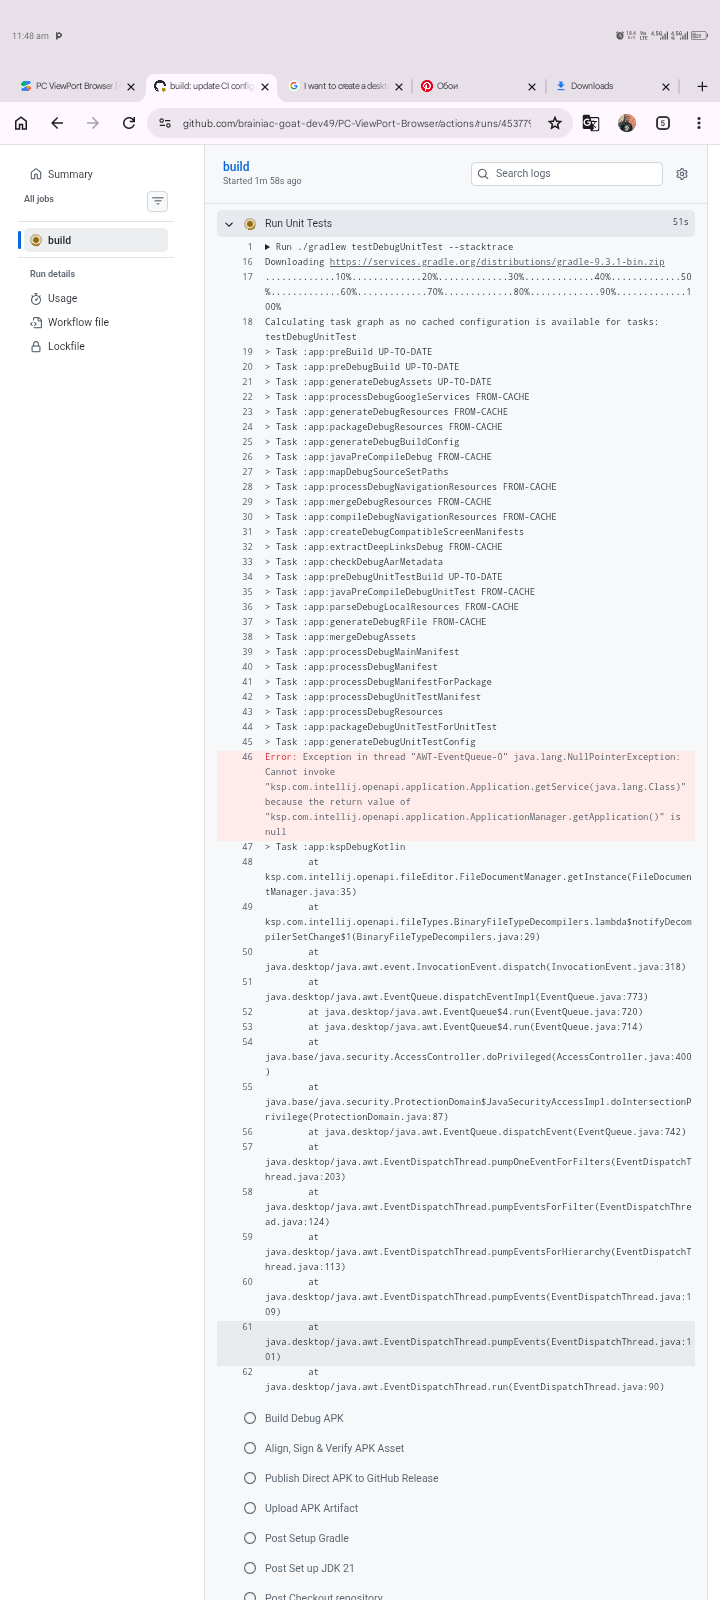 11:48 am
PC ViewPort Browser | 
build: update CI config
I want to create a deskt
Обои
Downloads
github.com/brainiac-goat-dev49/PC-ViewPort-Browser/actions/runs/45377
5
Summary
All jobs
build
Run details
Usage
Workflow file
Lockfile
build
Started 1m 58s ago
Search logs
Run Unit Tests
51s
1 Run ./gradlew testDebugUnitTest --stacktrace
16 Downloading https://services.gradle.org/distributions/gradle-9.3.1-bin.zip
17 .............10%.............20%.............30%.............40%.............50
%.............60%.............70%.............80%.............90%.............1
00%
18 Calculating task graph as no cached configuration is available for tasks:
testDebugUnitTest
19 > Task :app:preBuild UP-TO-DATE
20 > Task :app:preDebugBuild UP-TO-DATE
21 > Task :app:generateDebugAssets UP-TO-DATE
22 > Task :app:processDebugGoogleServices FROM-CACHE
23 > Task :app:generateDebugResources FROM-CACHE
24 > Task :app:packageDebugResources FROM-CACHE
25 > Task :app:generateDebugBuildConfig
26 > Task :app:javaPreCompileDebug FROM-CACHE
27 > Task :app:mapDebugSourceSetPaths
28 > Task :app:processDebugNavigationResources FROM-CACHE
29 > Task :app:mergeDebugResources FROM-CACHE
30 > Task :app:compileDebugNavigationResources FROM-CACHE
31 > Task :app:createDebugCompatibleScreenManifests
32 > Task :app:extractDeepLinksDebug FROM-CACHE
33 > Task :app:checkDebugAarMetadata
34 > Task :app:preDebugUnitTestBuild UP-TO-DATE
35 > Task :app:javaPreCompileDebugUnitTest FROM-CACHE
36 > Task :app:parseDebugLocalResources FROM-CACHE
37 > Task :app:generateDebugRFile FROM-CACHE
38 > Task :app:mergeDebugAssets
39 > Task :app:processDebugMainManifest
40 > Task :app:processDebugManifest
41 > Task :app:processDebugManifestForPackage
42 > Task :app:processDebugUnitTestManifest
43 > Task :app:processDebugResources
44 > Task :app:packageDebugUnitTestForUnitTest
45 > Task :app:generateDebugUnitTestConfig
46 Error: Exception in thread "AWT-EventQueue-0" java.lang.NullPointerException:
Cannot invoke
"ksp.com.intellij.openapi.application.Application.getService(java.lang.Class)"
because the return value of
"ksp.com.intellij.openapi.application.ApplicationManager.getApplication()" is
null
47 > Task :app:kspDebugKotlin
48 at
ksp.com.intellij.openapi.fileEditor.FileDocumentManager.getInstance(FileDocumen
tManager.java:35)
49 at
ksp.com.intellij.openapi.fileTypes.BinaryFileTypeDecompilers.lambda$notifyDecom
pilerSetChange$1(BinaryFileTypeDecompilers.java:29)
50 at
java.desktop/java.awt.event.InvocationEvent.dispatch(InvocationEvent.java:318)
51 at
java.desktop/java.awt.EventQueue.dispatchEventImpl(EventQueue.java:773)
52 at java.desktop/java.awt.EventQueue$4.run(EventQueue.java:720)
53 at java.desktop/java.awt.EventQueue$4.run(EventQueue.java:714)
54 at
java.base/java.security.AccessController.doPrivileged(AccessController.java:400
)
55 at
java.base/java.security.ProtectionDomain$JavaSecurityAccessImpl.doIntersectionP
rivilege(ProtectionDomain.java:87)
56 at java.desktop/java.awt.EventQueue.dispatchEvent(EventQueue.java:742)
57 at
java.desktop/java.awt.EventDispatchThread.pumpOneEventForFilters(EventDispatchT
hread.java:203)
58 at
java.desktop/java.awt.EventDispatchThread.pumpEventsForFilter(EventDispatchThre
ad.java:124)
59 at
java.desktop/java.awt.EventDispatchThread.pumpEventsForHierarchy(EventDispatchT
hread.java:113)
60 at
java.desktop/java.awt.EventDispatchThread.pumpEvents(EventDispatchThread.java:1
09)
61 at
java.desktop/java.awt.EventDispatchThread.pumpEvents(EventDispatchThread.java:1
01)
62 at
java.desktop/java.awt.EventDispatchThread.run(EventDispatchThread.java:90)
Build Debug APK
Align, Sign & Verify APK Asset
Publish Direct APK to GitHub Release
Upload APK Artifact
Post Setup Gradle
Post Set up JDK 21
Post Checkout repository